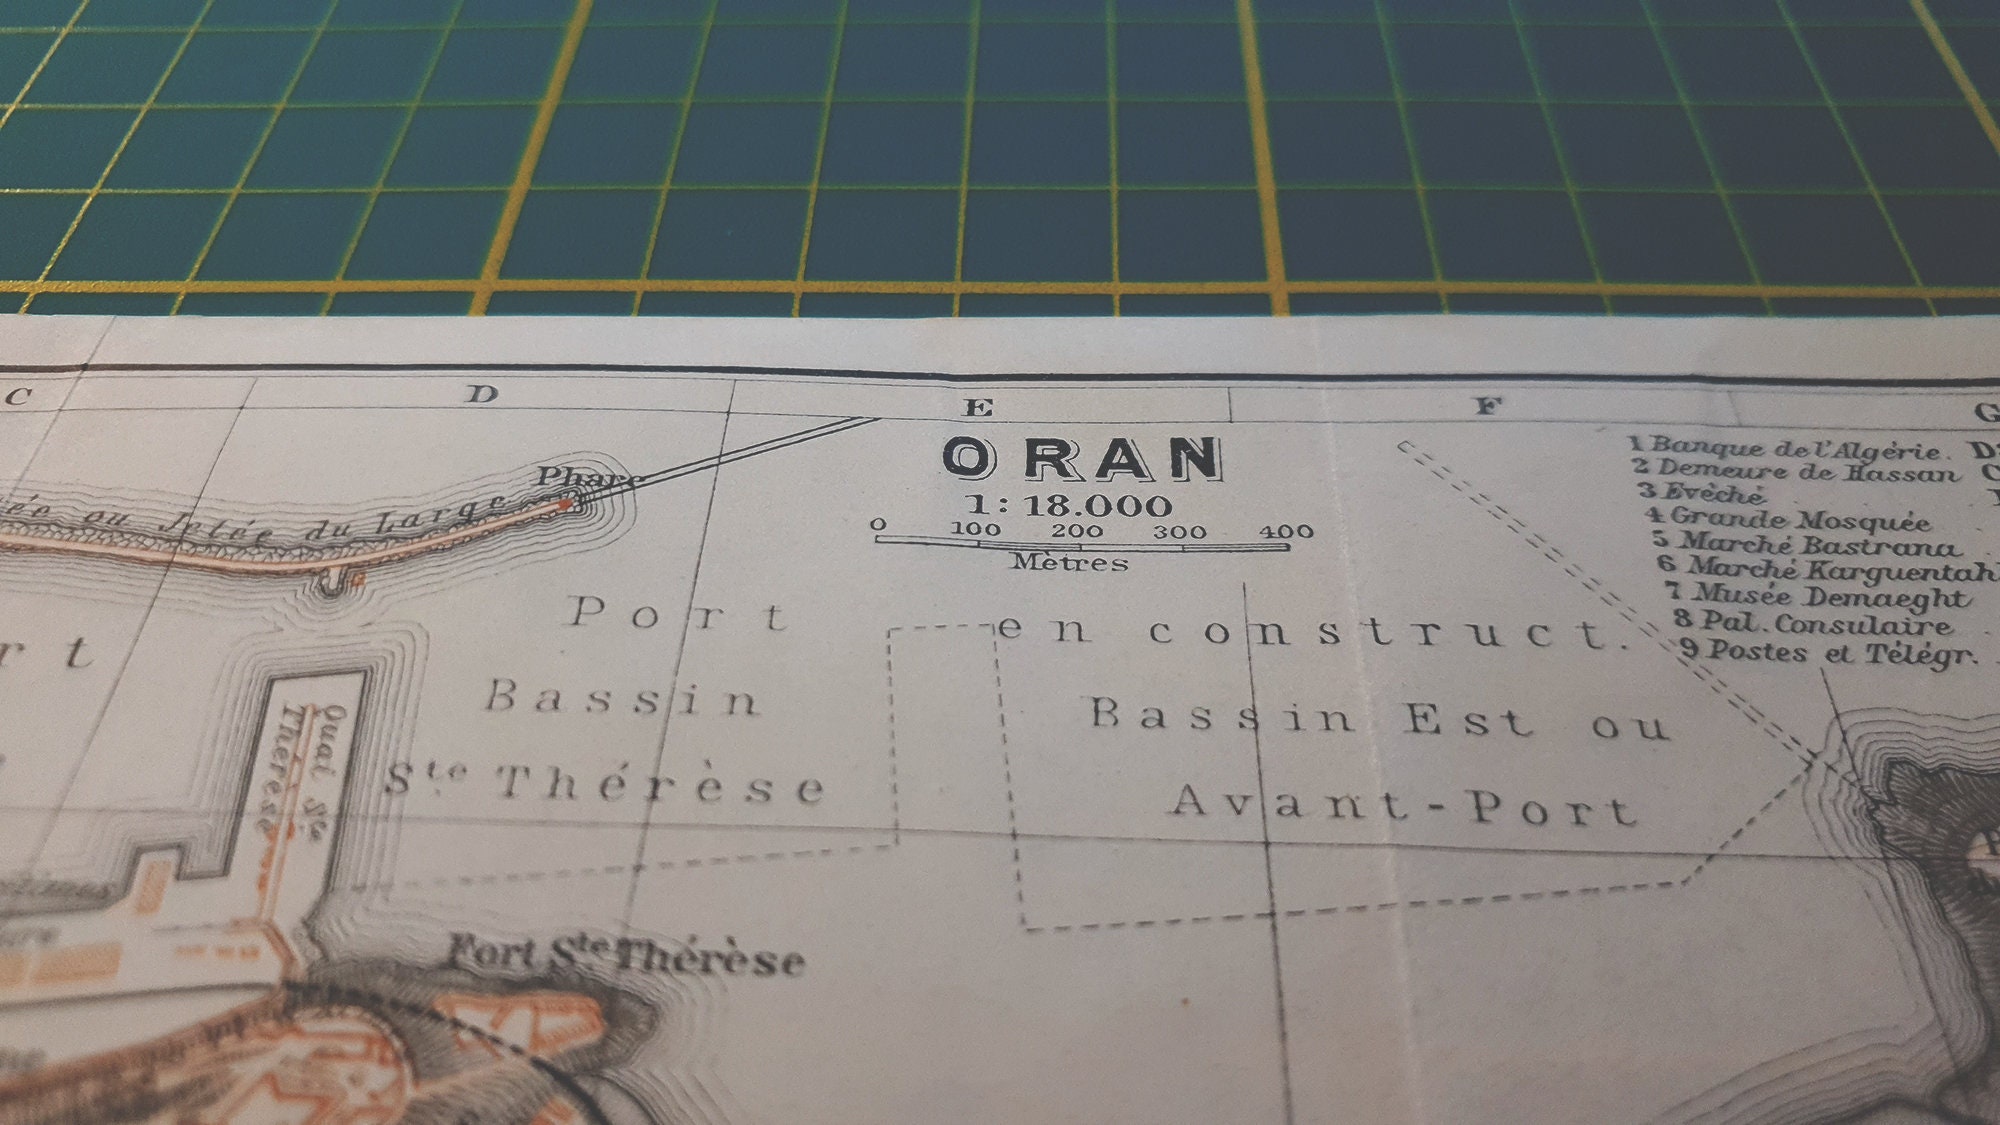 C D E F G
ORAN
1:18.000
0 100 200 300 400
Mètres
Phare
ou Jetée du Large
Port en construct.
Bassin
Ste Thérèse
Bassin Est ou
Avant-Port
Quai Ste
Thérèse
Fort Ste Thérèse
1 Banque de l'Algérie.
2 Demeure de Hassan
3 Evèché
4 Grande Mosquée
5 Marché Bastrana
6 Marché Karguentah
7 Musée Demaeght
8 Pal. Consulaire
9 Postes et Télégr.